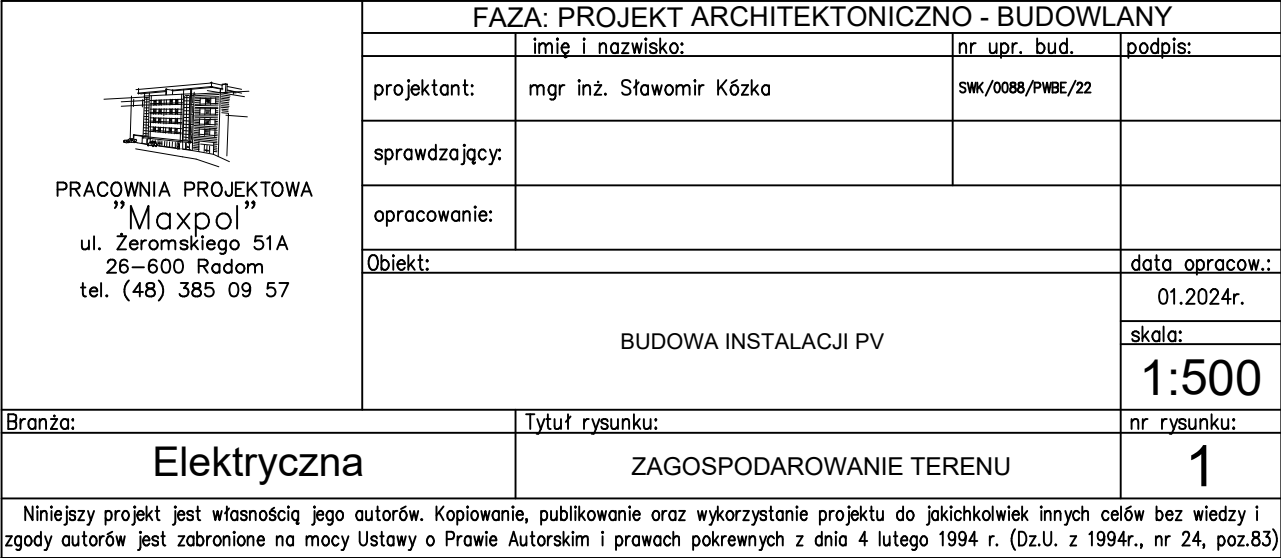 FAZA: PROJEKT ARCHITEKTONICZNO - BUDOWLANY
imię i nazwisko: nr upr. bud. podpis:
projektant: mgr inż. Sławomir Kózka SWK/0088/PWBE/22
sprawdzający:
opracowanie:
PRACOWNIA PROJEKTOWA
"Maxpol"
ul. Żeromskiego 51A
26-600 Radom
tel. (48) 385 09 57
Obiekt: data opracow.:
01.2024r.
BUDOWA INSTALACJI PV
skala:
1:500
Branża: Tytuł rysunku: nr rysunku:
Elektryczna ZAGOSPODAROWANIE TERENU 1
Niniejszy projekt jest własnością jego autorów. Kopiowanie, publikowanie oraz wykorzystanie projektu do jakichkolwiek innych celów bez wiedzy i
zgody autorów jest zabronione na mocy Ustawy o Prawie Autorskim i prawach pokrewnych z dnia 4 lutego 1994 r. (Dz.U. z 1994r., nr 24, poz.83)